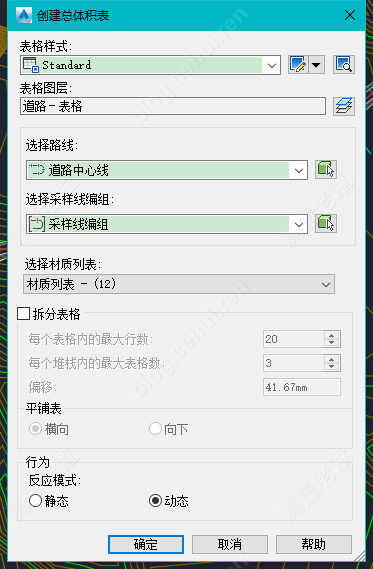 创建总体积表
表格样式:
Standard
表格图层:
道路-表格
选择路线:
道路中心线
选择采样线编组:
采样线编组
选择材质列表:
材质列表 - (12)
拆分表格
每个表格内的最大行数: 20
每个堆栈内的最大表格数: 3
偏移: 41.67mm
平铺表
横向 向下
行为
反应模式:
静态 动态
确定 取消 帮助
blog.cehui.ren